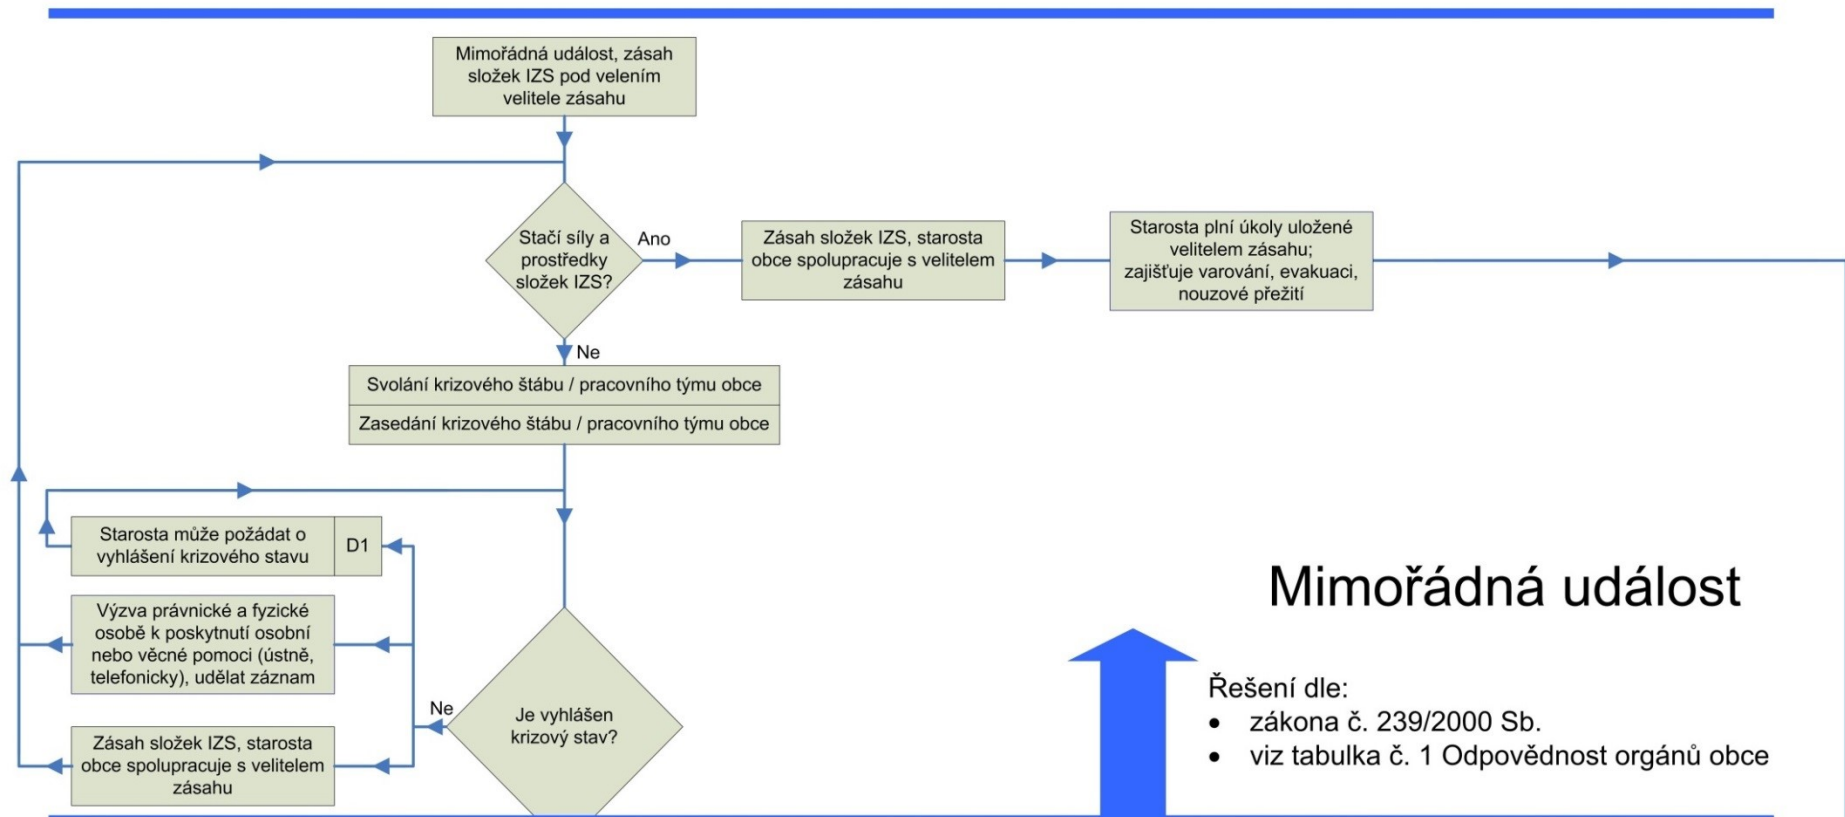 Mimořádná událost, zásah
složek IZS pod velením
velitele zásahu
Stačí síly a
prostředky
složek IZS?
Ano
Zásah složek IZS, starosta
obce spolupracuje s velitelem
zásahu
Starosta plní úkoly uložené
velitelem zásahu;
zajišťuje varování, evakuaci,
nouzové přežití
Ne
Svolání krizového štábu / pracovního týmu obce
Zasedání krizového štábu / pracovního týmu obce
Starosta může požádat o
vyhlášení krizového stavu
D1
Výzva právnické a fyzické
osobě k poskytnutí osobní
nebo věcné pomoci (ústně,
telefonicky), udělat záznam
Zásah složek IZS, starosta
obce spolupracuje s velitelem
zásahu
Ne
Je vyhlášen
krizový stav?
Mimořádná událost
Řešení dle:
• zákona č. 239/2000 Sb.
• viz tabulka č. 1 Odpovědnost orgánů obce